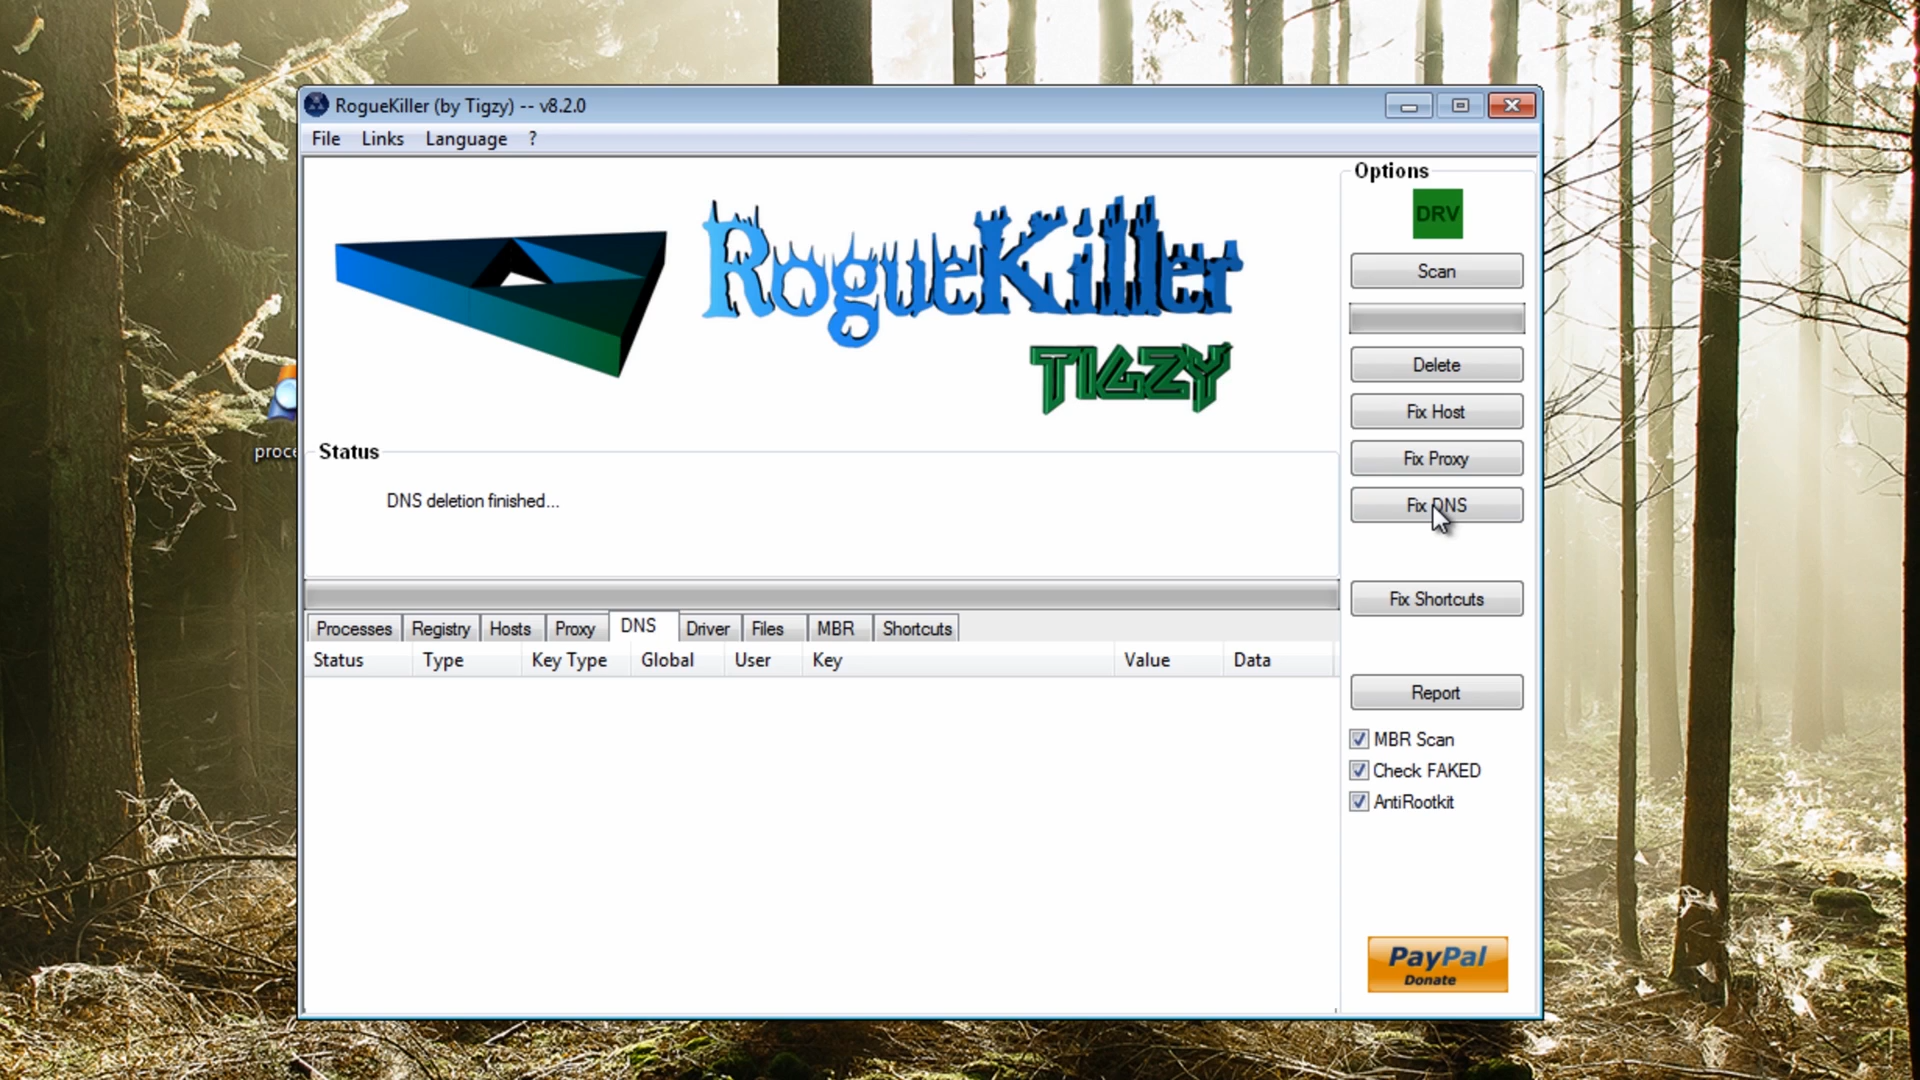 RogueKiller (by Tigzy) -- v8.2.0
File Links Language ?
Options
DRV
RogueKiller
TIGZY
Scan
Delete
Fix Host
Fix Proxy
Fix DNS
Fix Shortcuts
Report
MBR Scan
Check FAKED
AntiRootkit
PayPal
Donate
proce
Status
DNS deletion finished...
Processes Registry Hosts Proxy DNS Driver Files MBR Shortcuts
Status Type Key Type Global User Key Value Data